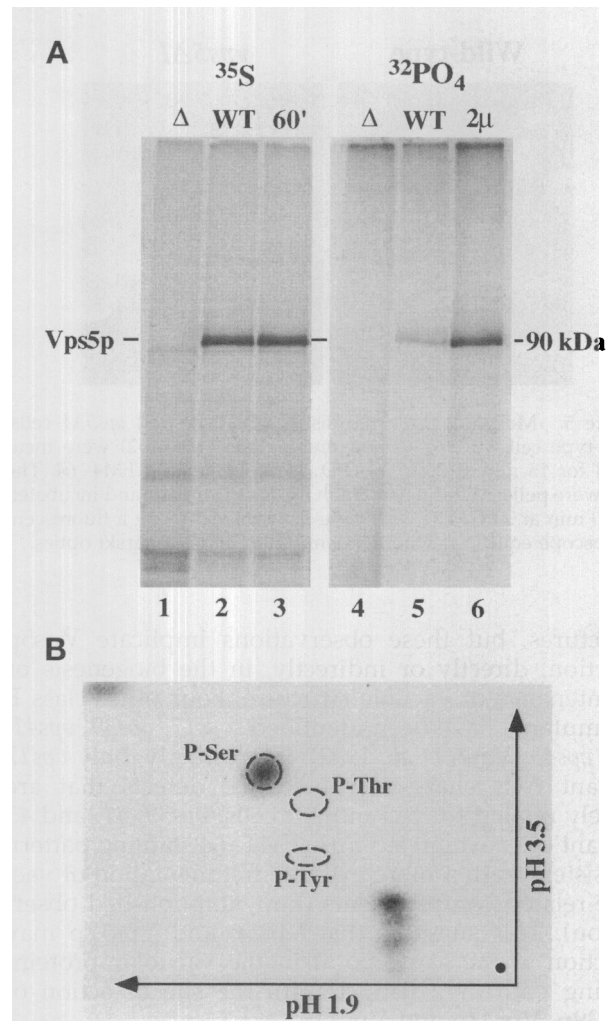 A
35S
32PO4
Δ WT 60'
Δ WT 2μ
Vps5p
90 kDa
1 2 3 4 5 6
B
P-Ser
P-Thr
P-Tyr
pH 3.5
pH 1.9